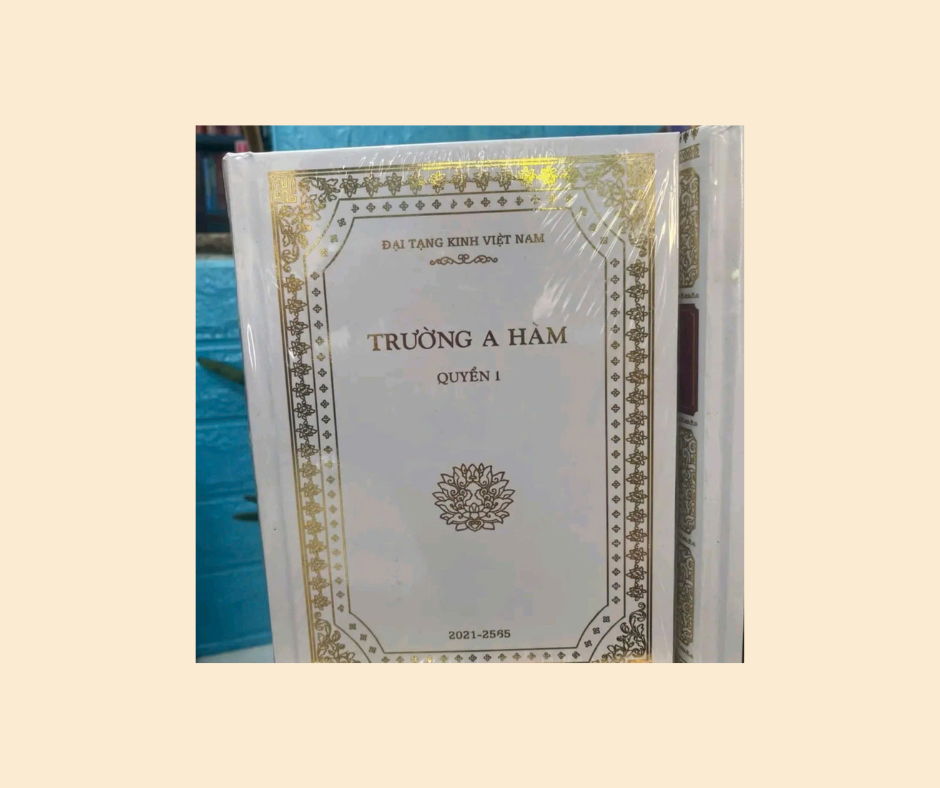 ĐẠI TẠNG KINH VIỆT NAM
TRƯỜNG A HÀM
QUYỂN 1
2021-2565